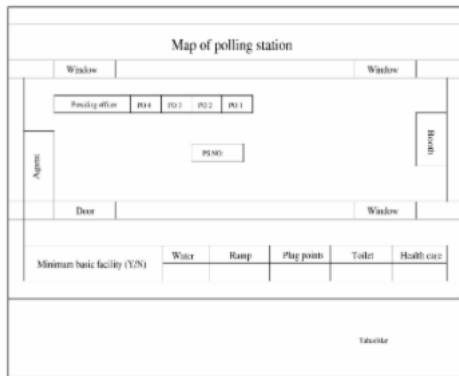 Map of polling station
Window Window
Presiding officer PO 4 PO 3 PO 2 PO 1
Booth
PS NO
Agent
Door Window
Minimum basic facility (Y/N) Water Ramp Plug points Toilet Health care
Tahasildar